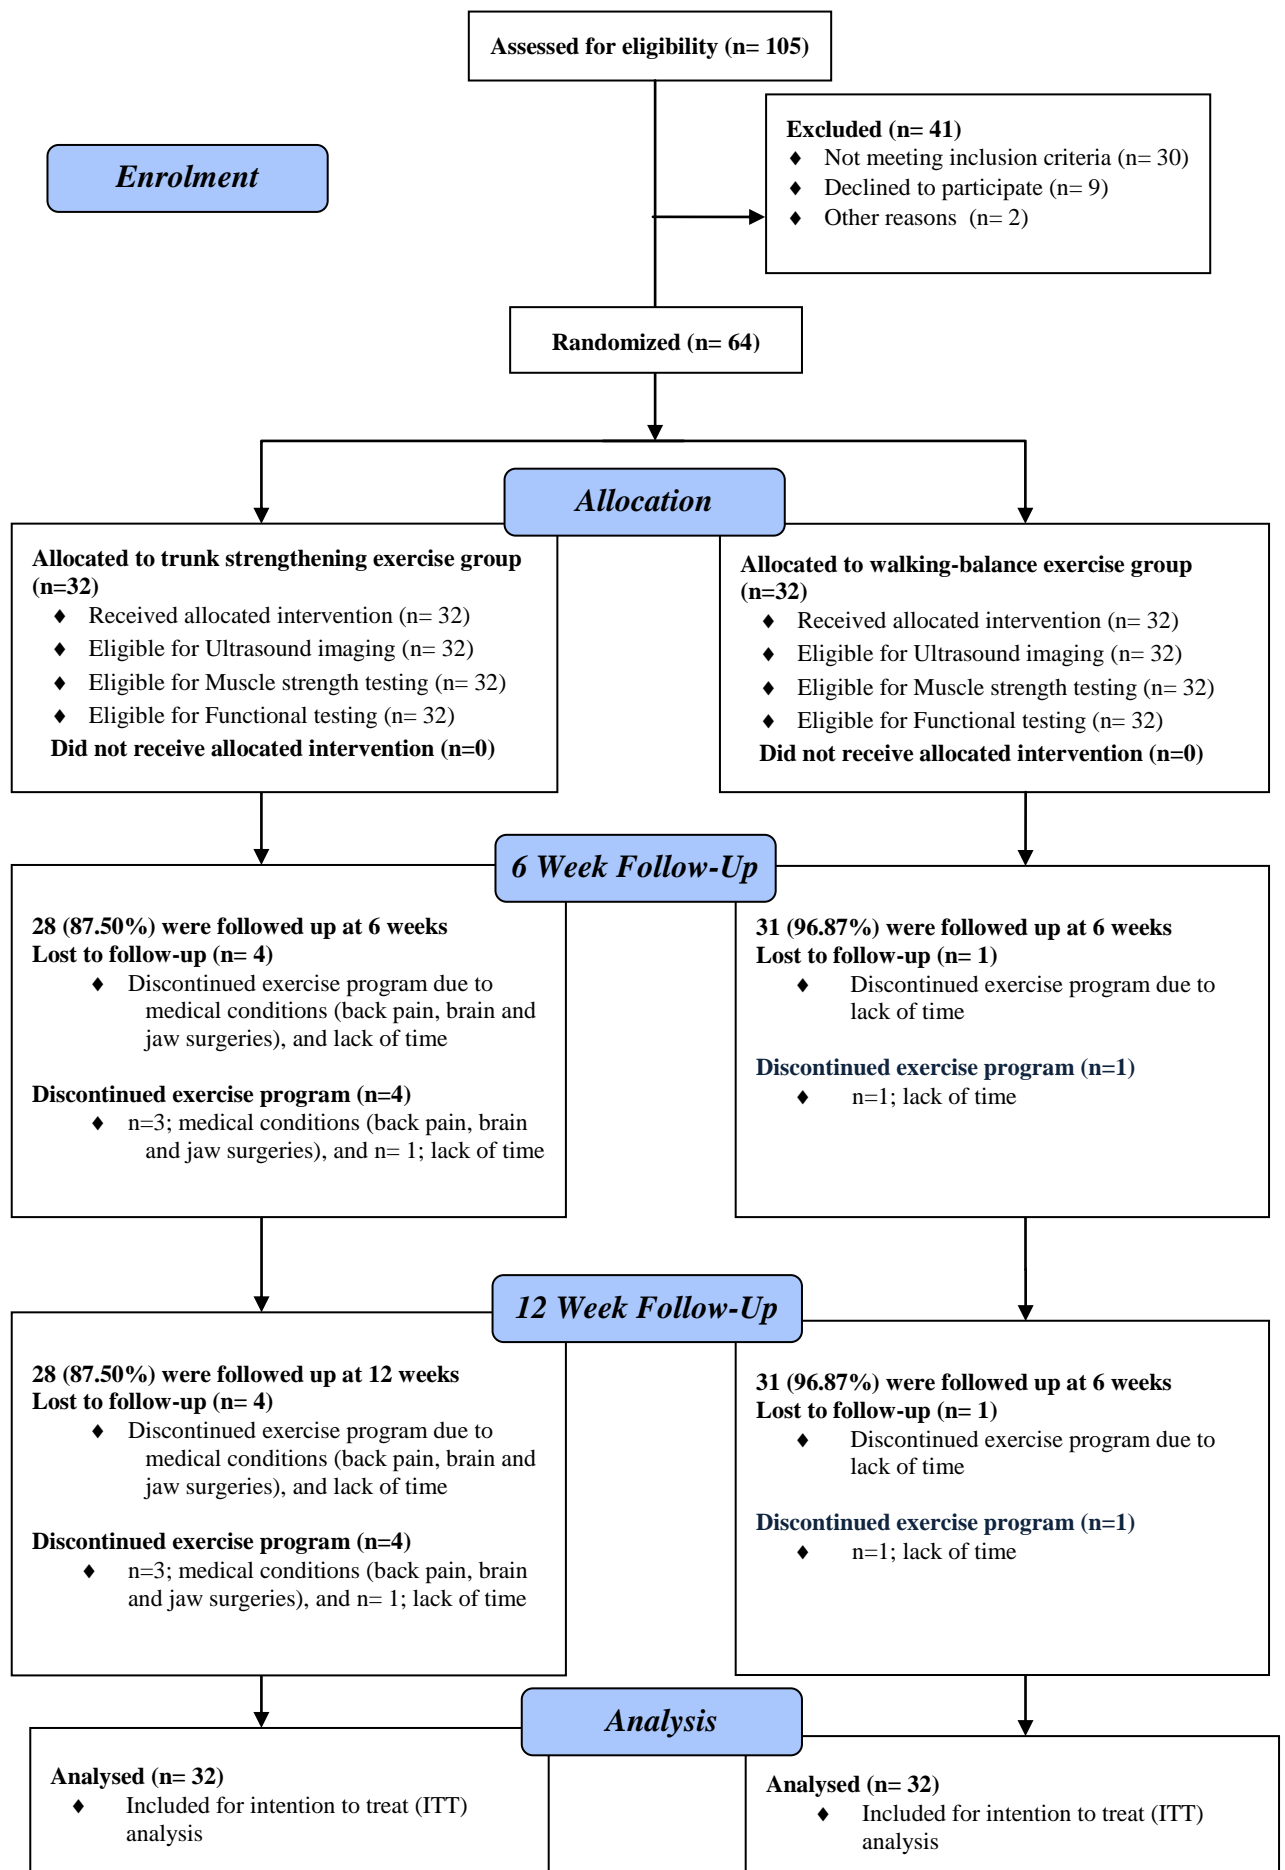 Assessed for eligibility (n= 105)
Excluded (n= 41)
♦ Not meeting inclusion criteria (n= 30)
♦ Declined to participate (n= 9)
♦ Other reasons (n= 2)
Enrolment
Randomized (n= 64)
Allocation
Allocated to trunk strengthening exercise group
(n=32)
♦ Received allocated intervention (n= 32)
♦ Eligible for Ultrasound imaging (n= 32)
♦ Eligible for Muscle strength testing (n= 32)
♦ Eligible for Functional testing (n= 32)
Did not receive allocated intervention (n=0)
Allocated to walking-balance exercise group
(n=32)
♦ Received allocated intervention (n= 32)
♦ Eligible for Ultrasound imaging (n= 32)
♦ Eligible for Muscle strength testing (n= 32)
♦ Eligible for Functional testing (n= 32)
Did not receive allocated intervention (n=0)
6 Week Follow-Up
28 (87.50%) were followed up at 6 weeks
Lost to follow-up (n= 4)
♦ Discontinued exercise program due to
medical conditions (back pain, brain and
jaw surgeries), and lack of time
Discontinued exercise program (n=4)
♦ n=3; medical conditions (back pain, brain
and jaw surgeries), and n= 1; lack of time
31 (96.87%) were followed up at 6 weeks
Lost to follow-up (n= 1)
♦ Discontinued exercise program due to
lack of time
Discontinued exercise program (n=1)
♦ n=1; lack of time
12 Week Follow-Up
28 (87.50%) were followed up at 12 weeks
Lost to follow-up (n= 4)
♦ Discontinued exercise program due to
medical conditions (back pain, brain and
jaw surgeries), and lack of time
Discontinued exercise program (n=4)
♦ n=3; medical conditions (back pain, brain
and jaw surgeries), and n= 1; lack of time
31 (96.87%) were followed up at 6 weeks
Lost to follow-up (n= 1)
♦ Discontinued exercise program due to
lack of time
Discontinued exercise program (n=1)
♦ n=1; lack of time
Analysis
Analysed (n= 32)
♦ Included for intention to treat (ITT)
analysis
Analysed (n= 32)
♦ Included for intention to treat (ITT)
analysis